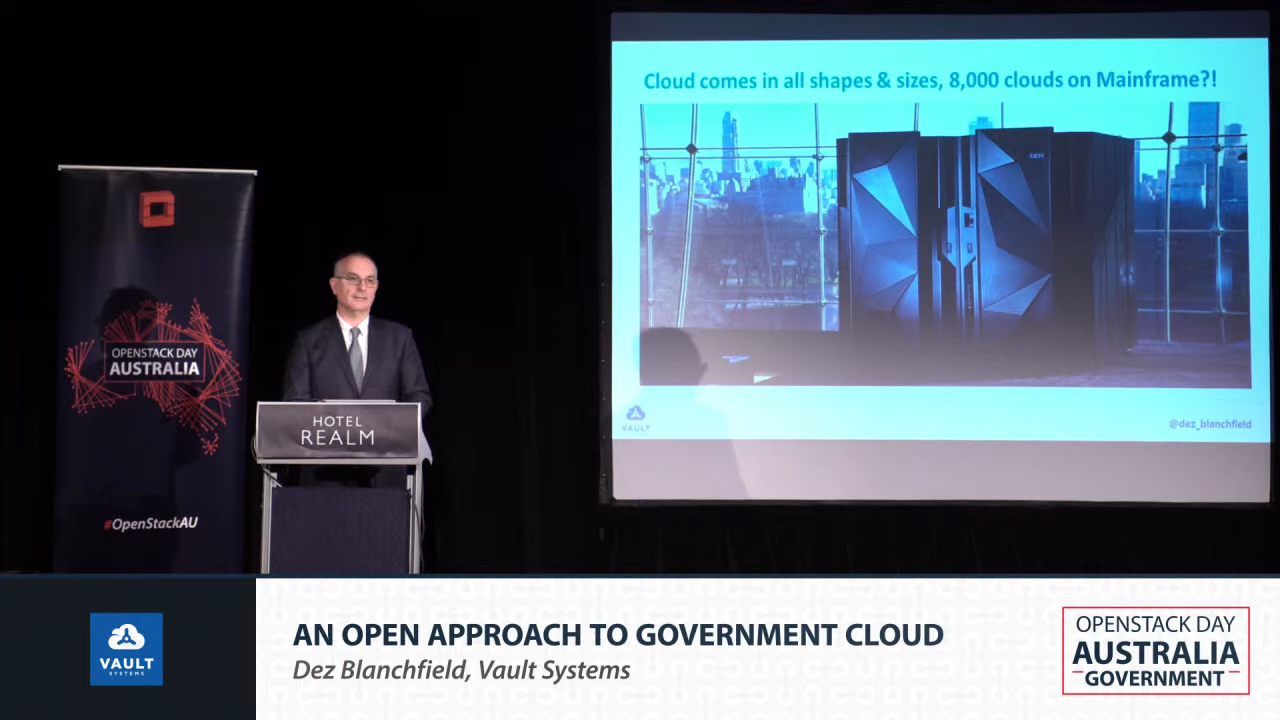 Cloud comes in all shapes & sizes, 8,000 clouds on Mainframe?!
IBM
VAULT
@dez_blanchfield
OPENSTACK DAY
AUSTRALIA
#OpenStackAU
HOTEL
REALM
VAULT
SYSTEMS
AN OPEN APPROACH TO GOVERNMENT CLOUD
Dez Blanchfield, Vault Systems
OPENSTACK DAY
AUSTRALIA
GOVERNMENT